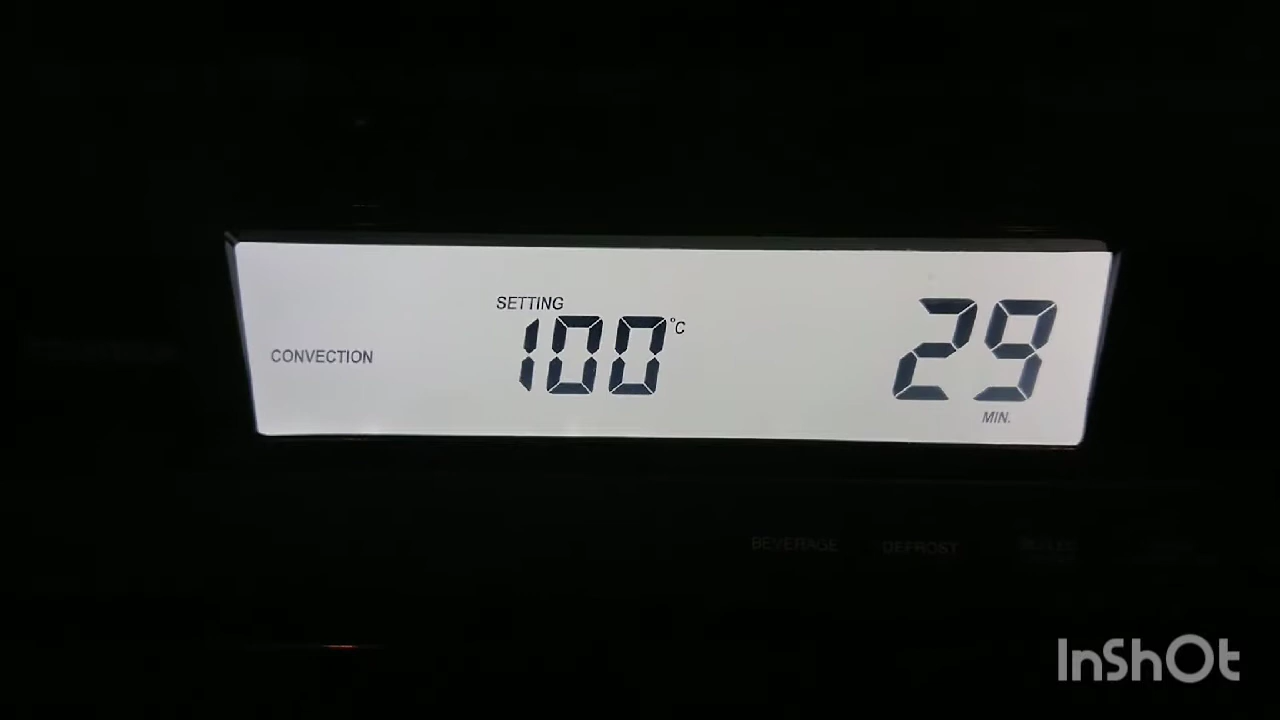 SETTING
CONVECTION
100 °C
29
MIN.
BEVERAGE DEFROST
InShOt